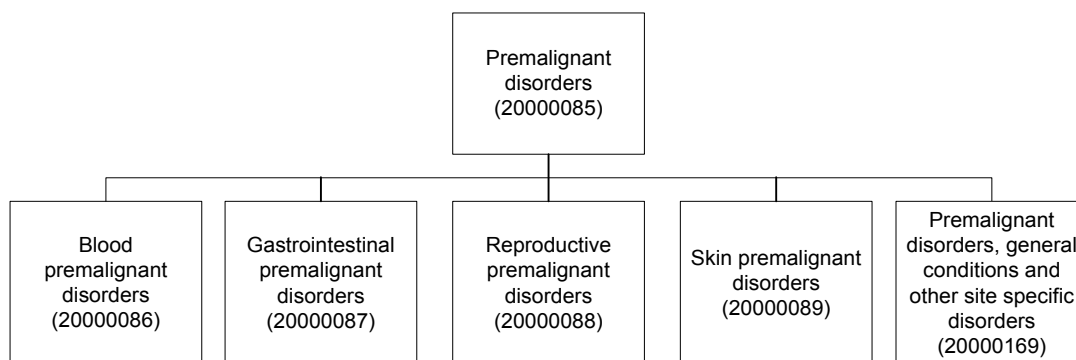 Premalignant
disorders
(20000085)
Blood
premalignant
disorders
(20000086)
Gastrointestinal
premalignant
disorders
(20000087)
Reproductive
premalignant
disorders
(20000088)
Skin premalignant
disorders
(20000089)
Premalignant
disorders, general
conditions and
other site specific
disorders
(20000169)